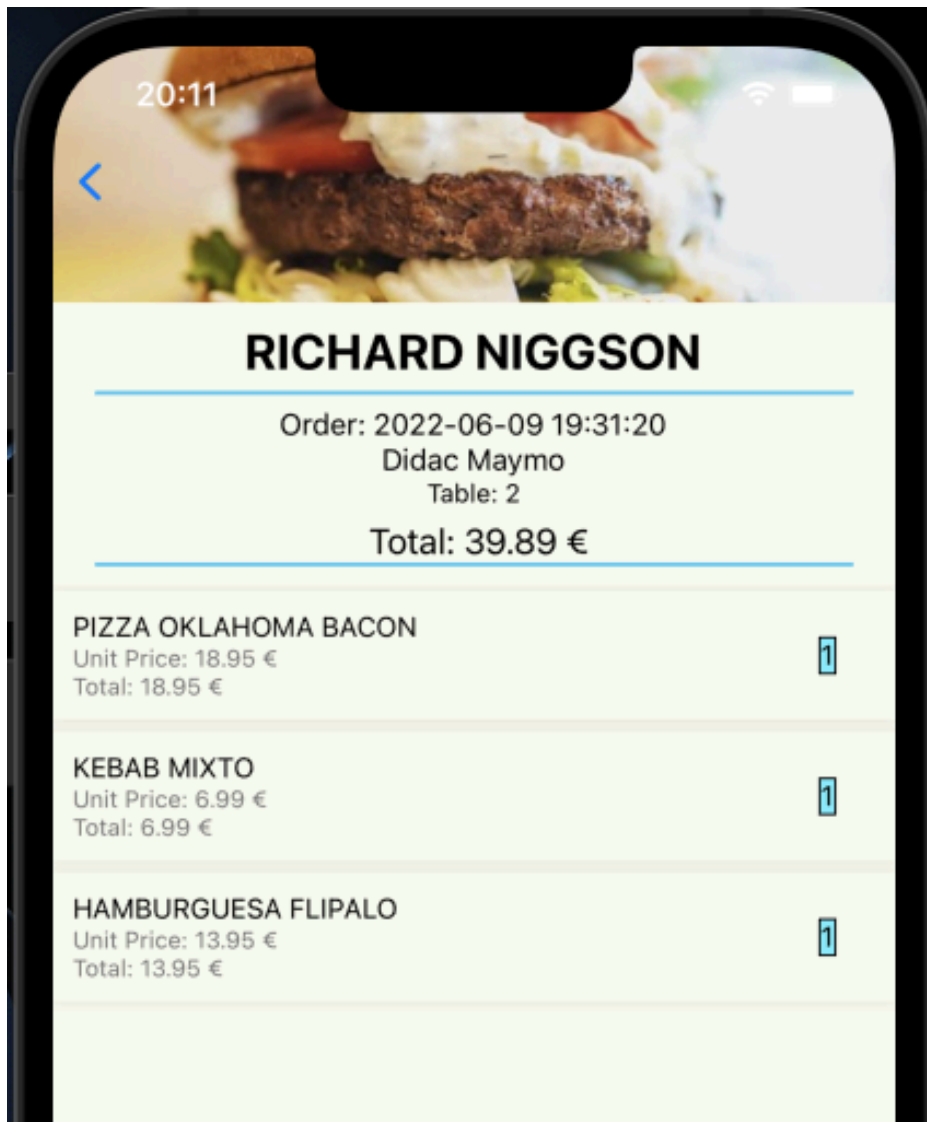 20:11
RICHARD NIGGSON
Order: 2022-06-09 19:31:20
Didac Maymo
Table: 2
Total: 39.89 €
PIZZA OKLAHOMA BACON
Unit Price: 18.95 €
Total: 18.95 €
1
KEBAB MIXTO
Unit Price: 6.99 €
Total: 6.99 €
1
HAMBURGUESA FLIPALO
Unit Price: 13.95 €
Total: 13.95 €
1